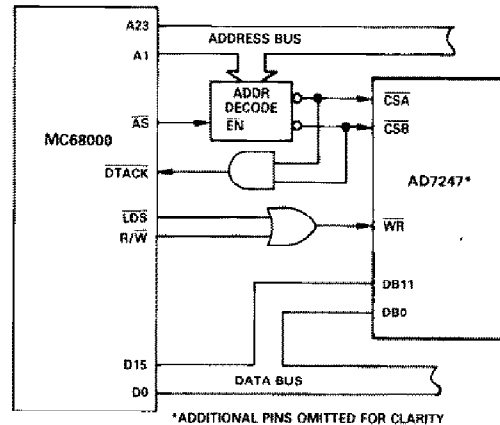 A23
ADDRESS BUS
A1
ADDR
DECODE
EN
AS
CSA
CSB
MC68000
DTACK
AD7247*
LDS
R/W
WR
DB11
DB0
D15
DATA BUS
D0
*ADDITIONAL PINS OMITTED FOR CLARITY